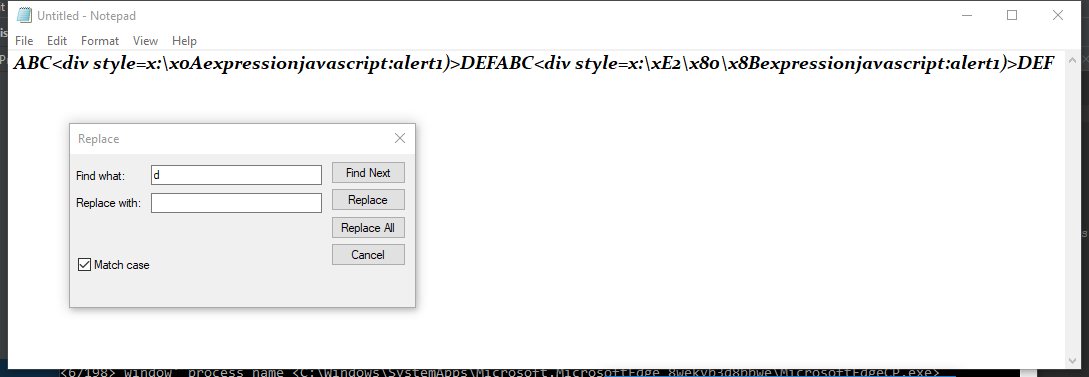 Untitled - Notepad
File Edit Format View Help
ABC<div style=x:\x0Aexpressionjavascript:alert1)>DEFABC<div style=x:\xE2\x80\x8Bexpressionjavascript:alert1)>DEF
Replace
Find what: d Find Next
Replace with: Replace
Replace All
Cancel
Match case
<6/198> Window' process name <C:\Windows\SystemApps\Microsoft.MicrosoftEdge_8wekyb3d8bbwe\MicrosoftEdgeCP.exe>